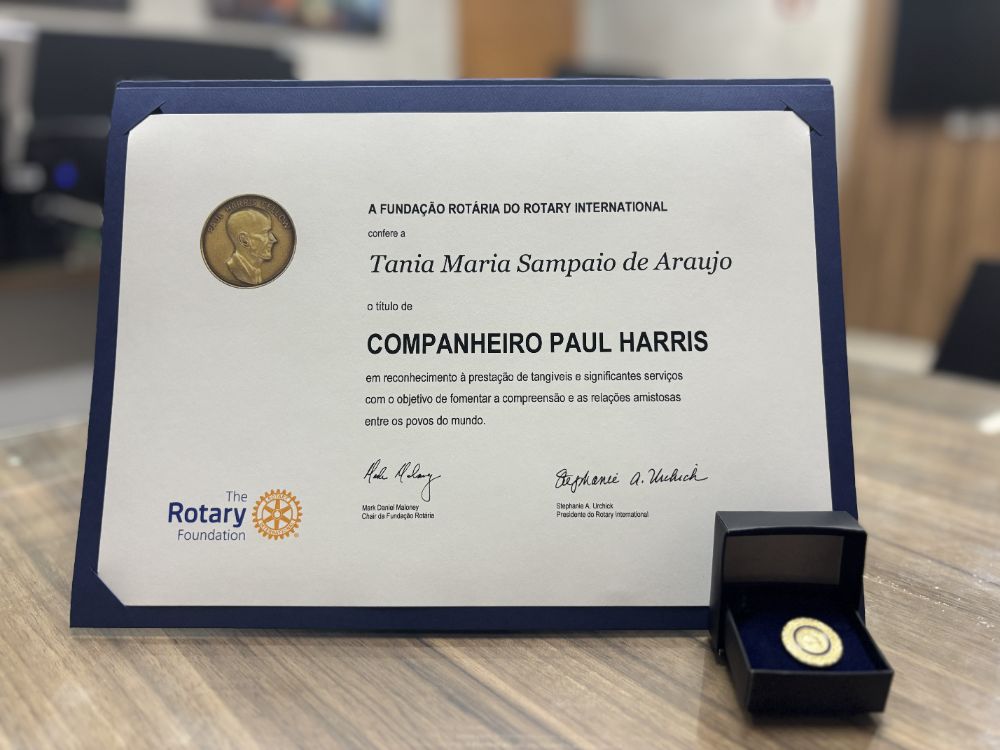 PAUL HARRIS FELLOW
A FUNDAÇÃO ROTÁRIA DO ROTARY INTERNATIONAL
confere a
Tania Maria Sampaio de Araujo
o título de
COMPANHEIRO PAUL HARRIS
em reconhecimento à prestação de tangíveis e significantes serviços
com o objetivo de fomentar a compreensão e as relações amistosas
entre os povos do mundo.
Stephanie A. Urchick
Mark Daniel Maloney
Chair da Fundação Rotária
Stephanie A. Urchick
Presidente do Rotary International
The
Rotary
Foundation